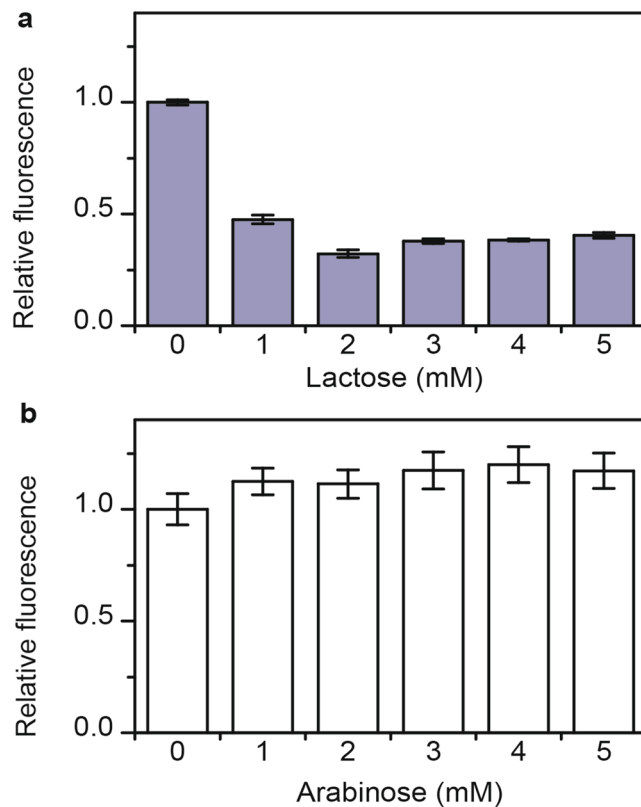 a
Relative fluorescence
1.0
0.5
0.0
0 1 2 3 4 5
Lactose (mM)
b
Relative fluorescence
1.0
0.5
0.0
0 1 2 3 4 5
Arabinose (mM)